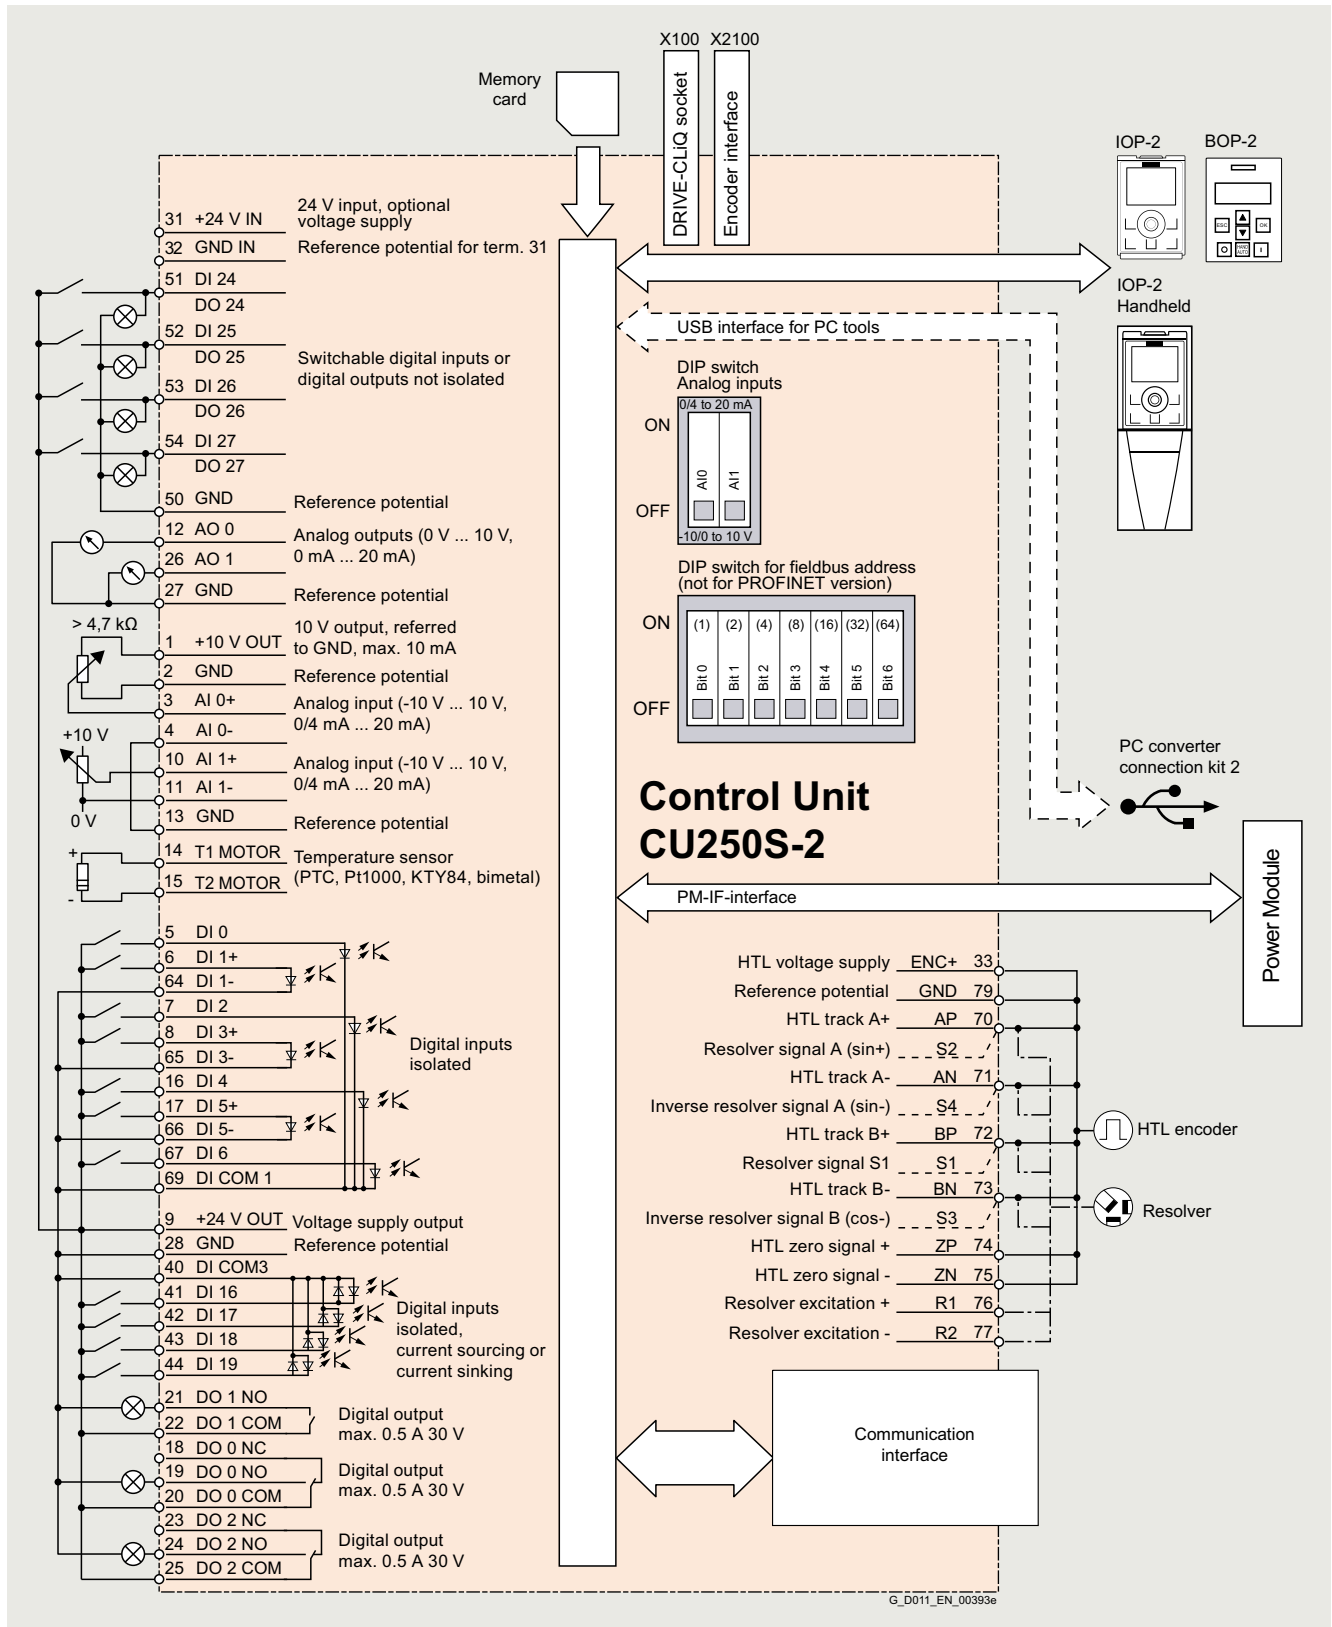 X100 X2100
Memory
card
DRIVE-CLiQ socket
Encoder interface
IOP-2 BOP-2
ESC OK
HAND
AUTO
IOP-2
Handheld
31 +24 V IN
24 V input, optional
voltage supply
32 GND IN Reference potential for term. 31
51 DI 24
DO 24
52 DI 25
DO 25
53 DI 26
DO 26
54 DI 27
DO 27
Switchable digital inputs or
digital outputs not isolated
50 GND Reference potential
12 AO 0
26 AO 1
Analog outputs (0 V ... 10 V,
0 mA ... 20 mA)
27 GND Reference potential
> 4,7 kΩ
1 +10 V OUT
10 V output, referred
to GND, max. 10 mA
2 GND Reference potential
3 AI 0+
Analog input (-10 V ... 10 V,
0/4 mA ... 20 mA)
4 AI 0-
+10 V
10 AI 1+
Analog input (-10 V ... 10 V,
0/4 mA ... 20 mA)
11 AI 1-
0 V
13 GND Reference potential
+
-
14 T1 MOTOR
15 T2 MOTOR
Temperature sensor
(PTC, Pt1000, KTY84, bimetal)
5 DI 0
6 DI 1+
64 DI 1-
7 DI 2
8 DI 3+
65 DI 3-
16 DI 4
17 DI 5+
66 DI 5-
67 DI 6
69 DI COM 1
Digital inputs
isolated
9 +24 V OUT Voltage supply output
28 GND Reference potential
40 DI COM3
41 DI 16
42 DI 17
43 DI 18
44 DI 19
Digital inputs
isolated,
current sourcing or
current sinking
21 DO 1 NO
22 DO 1 COM
Digital output
max. 0.5 A 30 V
18 DO 0 NC
19 DO 0 NO
20 DO 0 COM
Digital output
max. 0.5 A 30 V
23 DO 2 NC
24 DO 2 NO
25 DO 2 COM
Digital output
max. 0.5 A 30 V
USB interface for PC tools
DIP switch
Analog inputs
0/4 to 20 mA
ON
AI0 AI1
OFF
-10/0 to 10 V
DIP switch for fieldbus address
(not for PROFINET version)
ON
(1) (2) (4) (8) (16) (32) (64)
Bit 0 Bit 1 Bit 2 Bit 3 Bit 4 Bit 5 Bit 6
OFF
Control Unit
CU250S-2
PC converter
connection kit 2
PM-IF-interface
Power Module
HTL voltage supply ENC+ 33
Reference potential GND 79
HTL track A+ AP 70
Resolver signal A (sin+) S2
HTL track A- AN 71
Inverse resolver signal A (sin-) S4
HTL track B+ BP 72
Resolver signal S1 S1
HTL track B- BN 73
Inverse resolver signal B (cos-) S3
HTL zero signal + ZP 74
HTL zero signal - ZN 75
Resolver excitation + R1 76
Resolver excitation - R2 77
HTL encoder
Resolver
Communication
interface
G_D011_EN_00393e